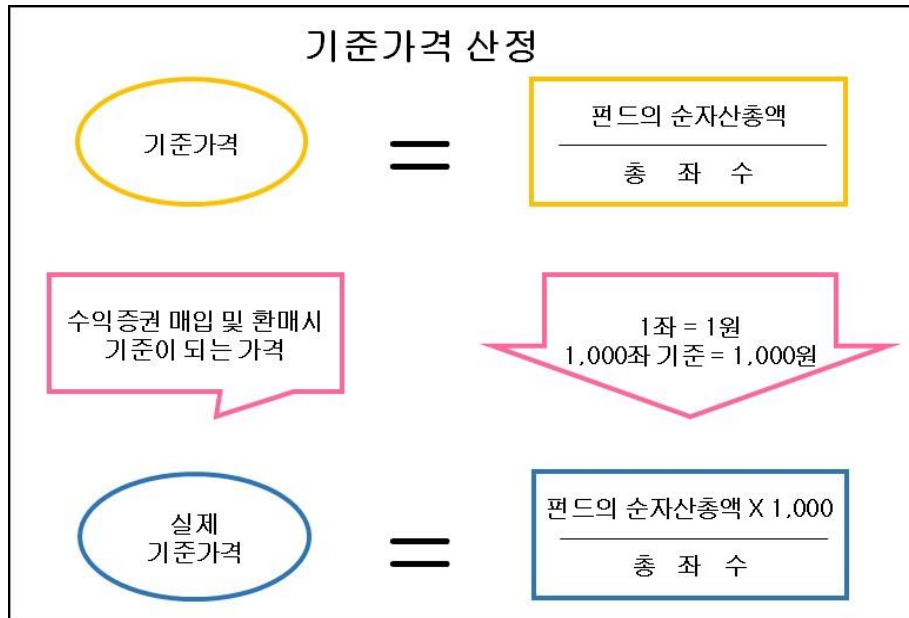 기준가격 산정
기준가격
=
펀드의 순자산총액
총 좌 수
수익증권 매입 및 환매시
기준이 되는 가격
1좌 = 1원
1,000좌 기준 = 1,000원
실제
기준가격
=
펀드의 순자산총액 X 1,000
총 좌 수